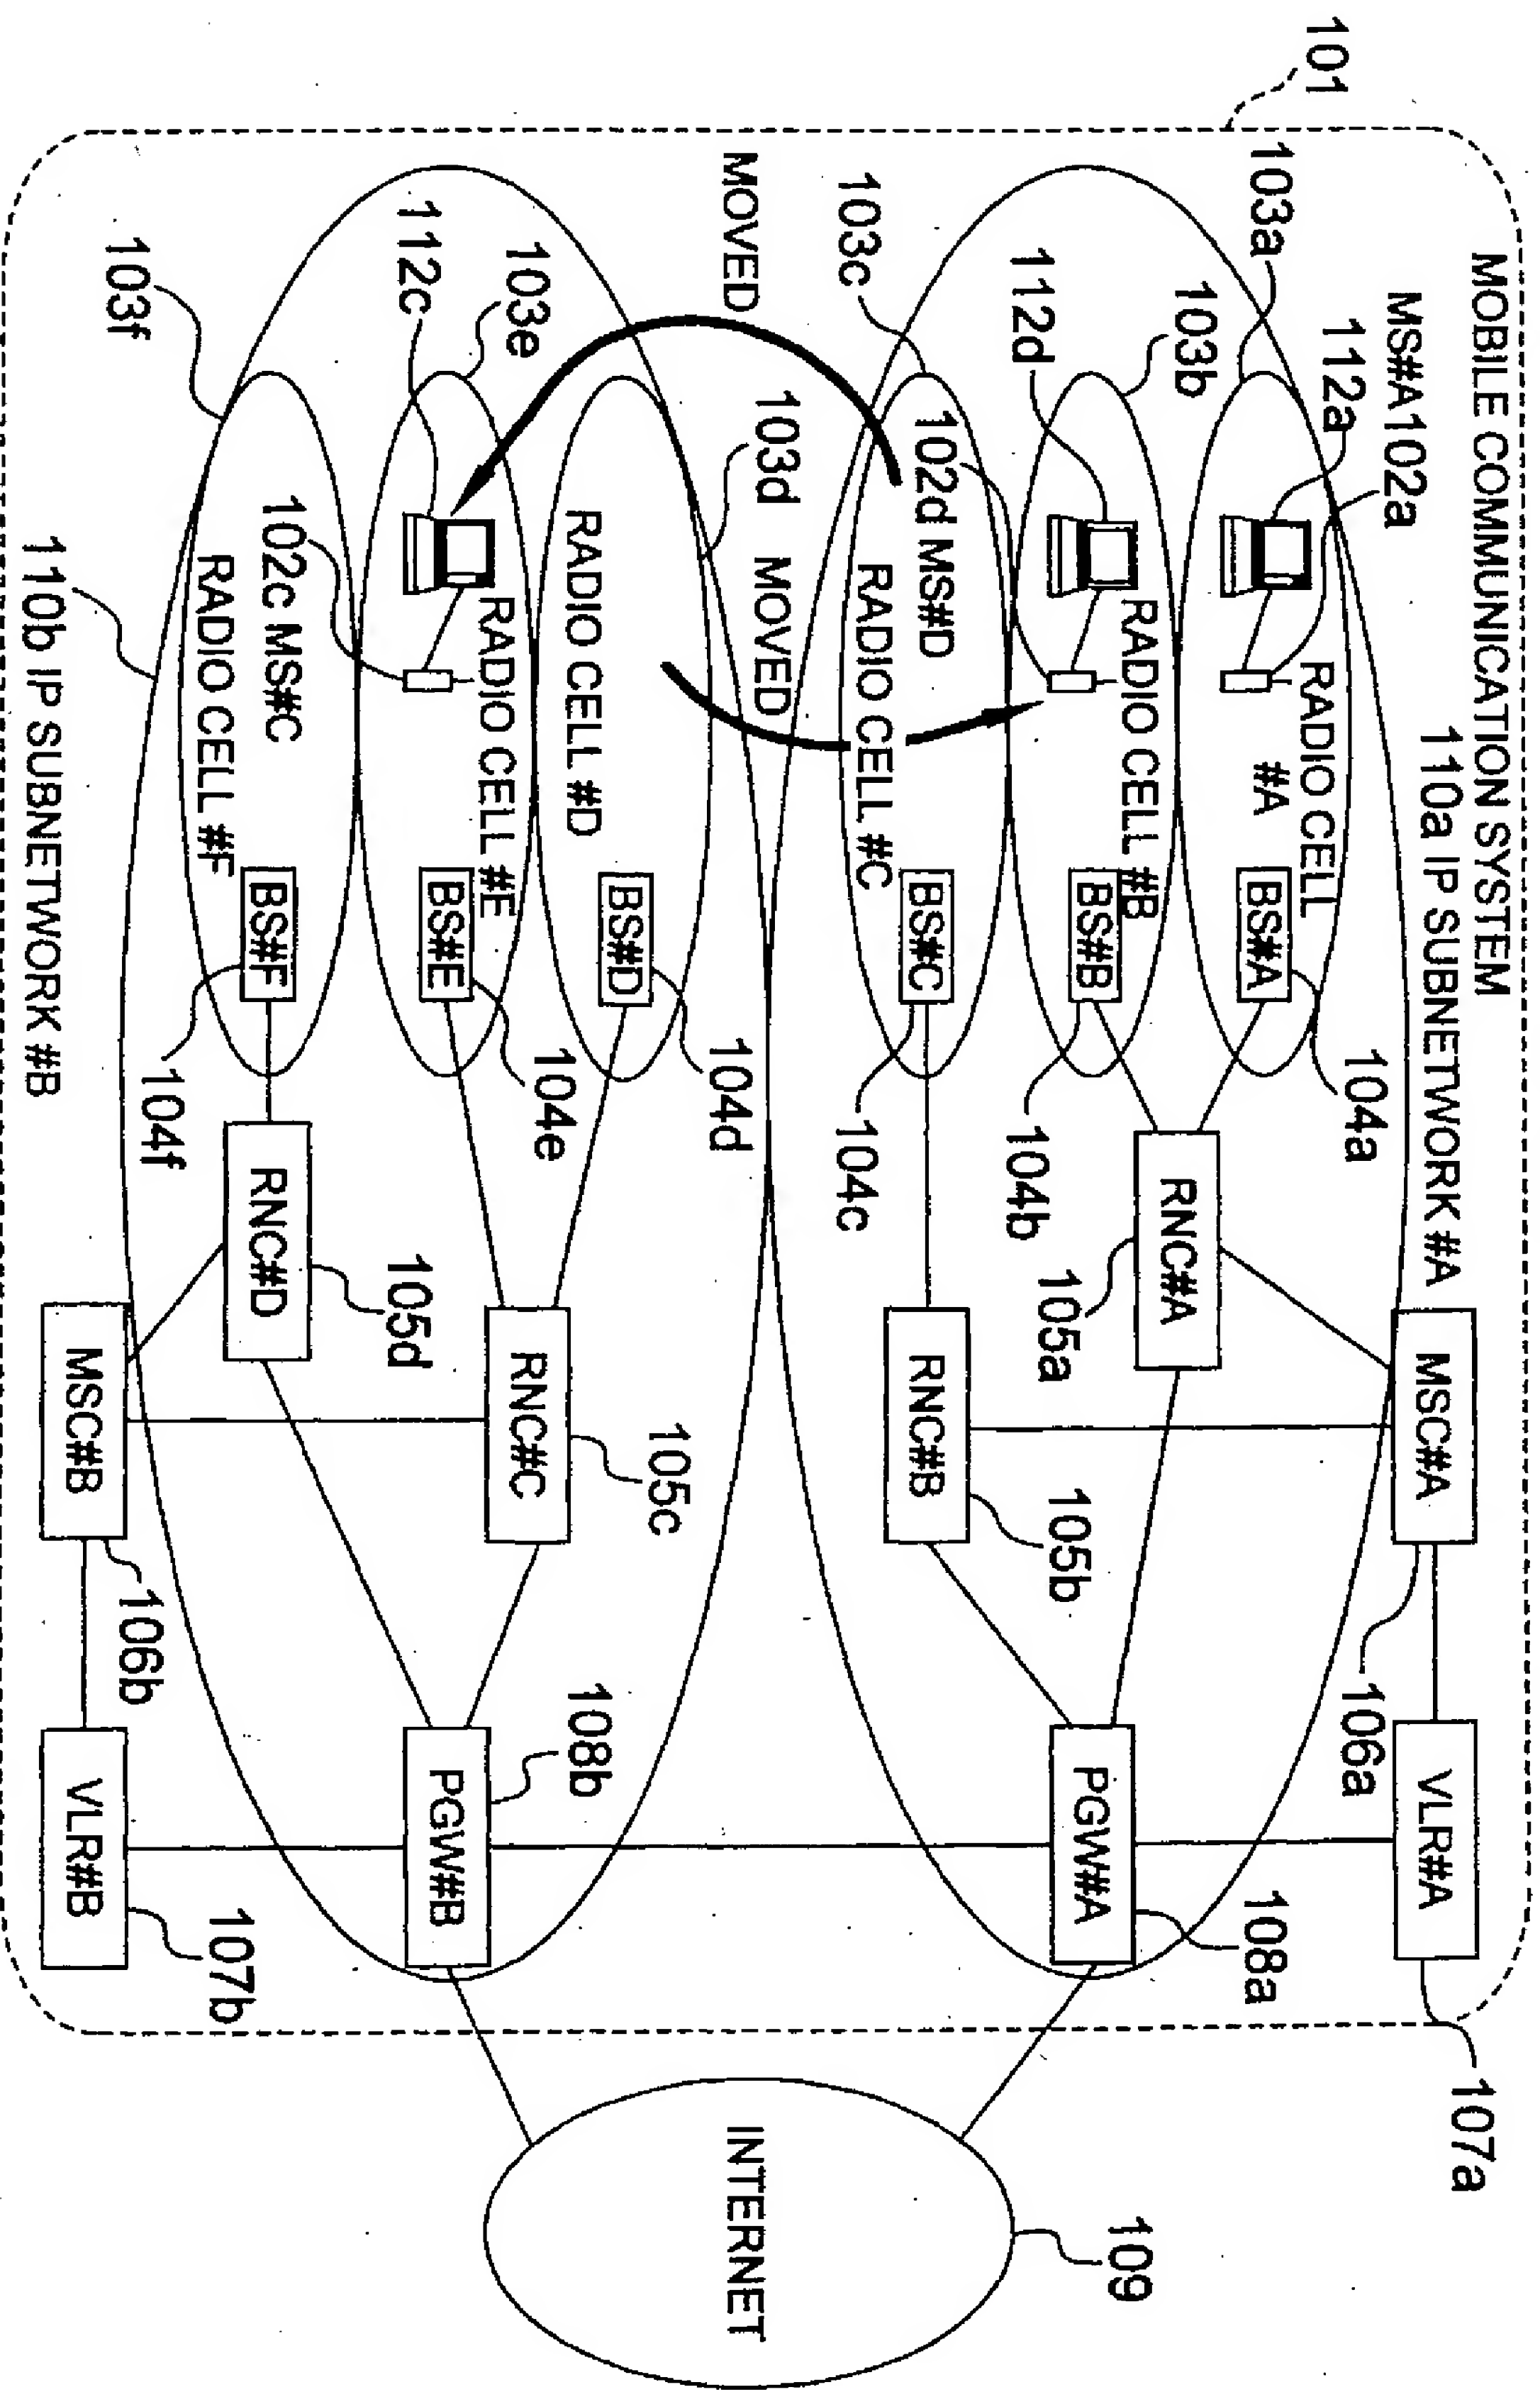 101
MOBILE COMMUNICATION SYSTEM
110a IP SUBNETWORK #A
MS#A102a
112a
103a
103b
112d
103c
RADIO CELL
#A
BS#A
104a
RADIO CELL
#B
BS#B
104b
102d MS#D
RADIO CELL #C
BS#C
104c
RNC#A
105a
RNC#B
105b
MSC#A
106a
VLR#A
107a
PGW#A
108a
MOVED
MOVED
103d
RADIO CELL #D
BS#D
104d
103e
112c
RADIO CELL
#E
BS#E
104e
102c MS#C
103f
RADIO CELL #F
BS#F
104f
RNC#C
105c
RNC#D
105d
MSC#B
106b
VLR#B
107b
PGW#B
108b
110b IP SUBNETWORK #B
INTERNET
109